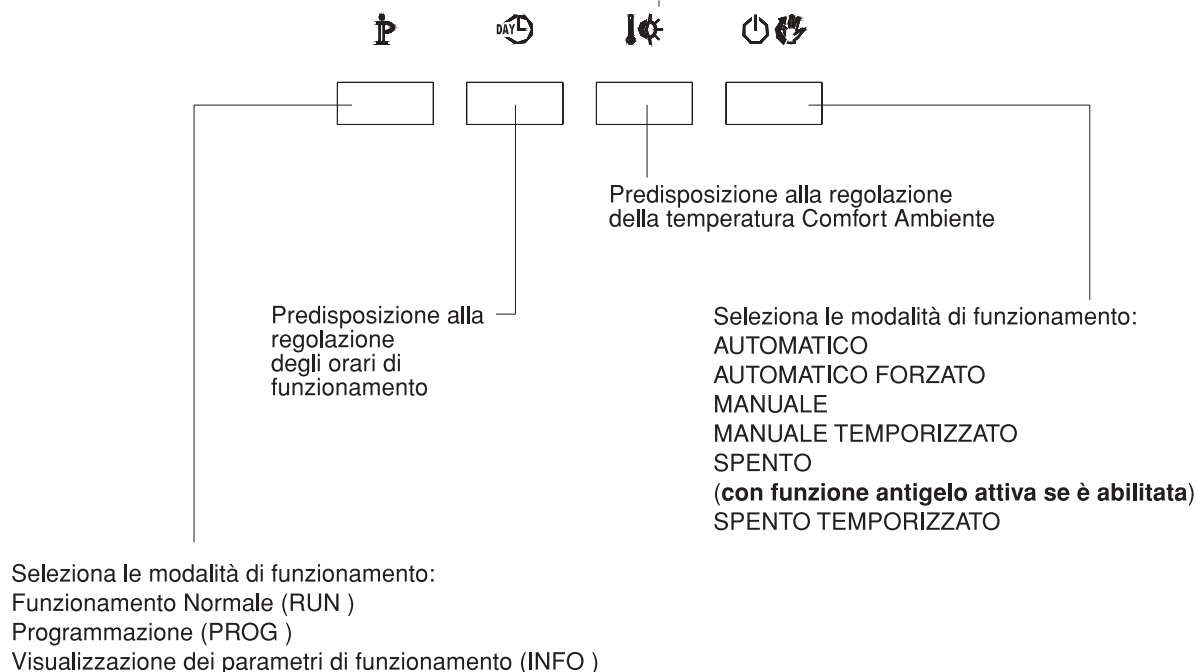 DAY
Predisposizione alla regolazione
della temperatura Comfort Ambiente
Predisposizione alla
regolazione
degli orari di
funzionamento
Seleziona le modalità di funzionamento:
AUTOMATICO
AUTOMATICO FORZATO
MANUALE
MANUALE TEMPORIZZATO
SPENTO
(con funzione antigelo attiva se è abilitata)
SPENTO TEMPORIZZATO
Seleziona le modalità di funzionamento:
Funzionamento Normale (RUN )
Programmazione (PROG )
Visualizzazione dei parametri di funzionamento (INFO )